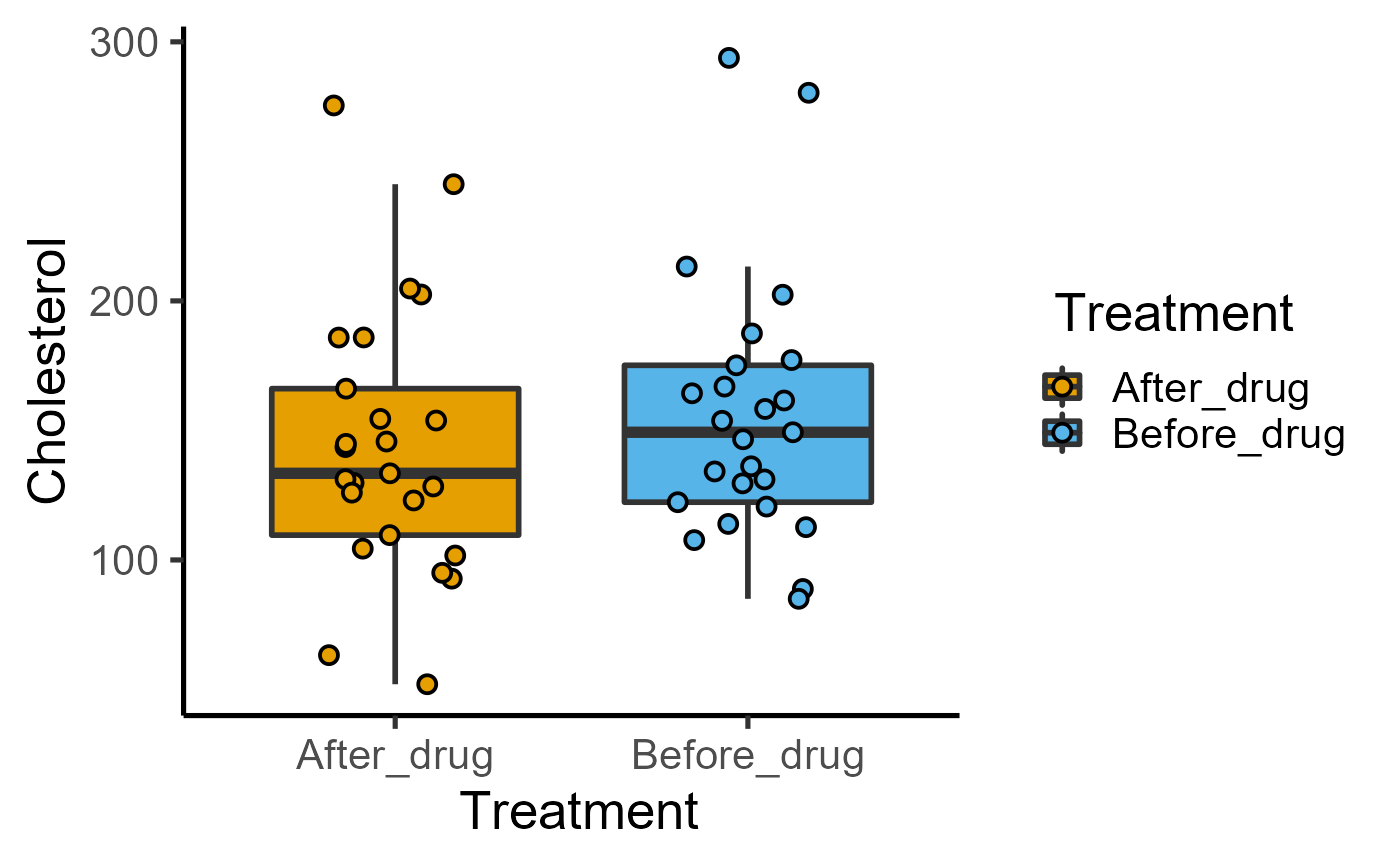 300
200
100
Cholesterol
After_drug
Before_drug
Treatment
Treatment
After_drug
Before_drug